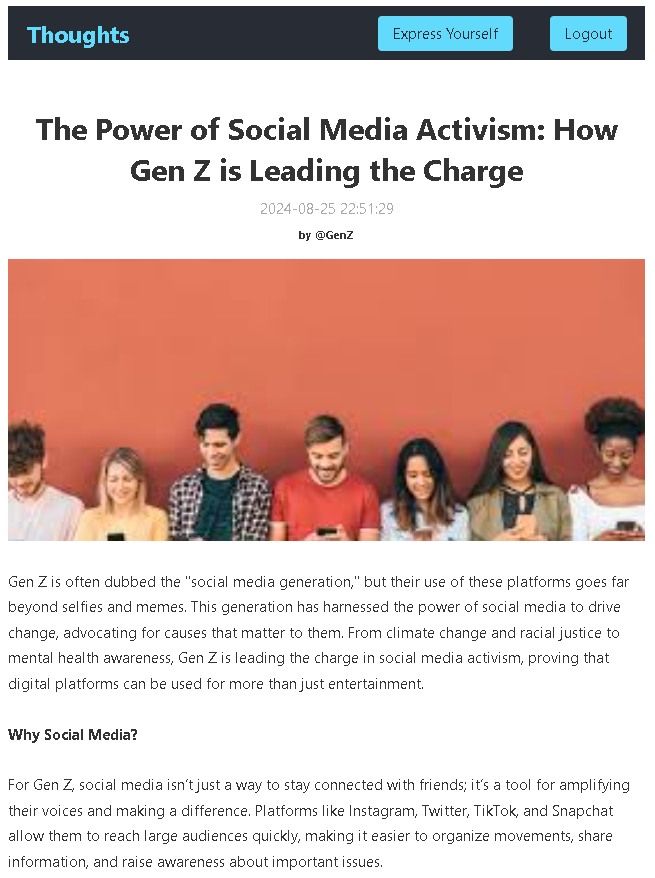 Thoughts
Express Yourself
Logout
The Power of Social Media Activism: How
Gen Z is Leading the Charge
2024-08-25 22:51:29
by @GenZ
Gen Z is often dubbed the "social media generation," but their use of these platforms goes far
beyond selfies and memes. This generation has harnessed the power of social media to drive
change, advocating for causes that matter to them. From climate change and racial justice to
mental health awareness, Gen Z is leading the charge in social media activism, proving that
digital platforms can be used for more than just entertainment.
Why Social Media?
For Gen Z, social media isn’t just a way to stay connected with friends; it’s a tool for amplifying
their voices and making a difference. Platforms like Instagram, Twitter, TikTok, and Snapchat
allow them to reach large audiences quickly, making it easier to organize movements, share
information, and raise awareness about important issues.